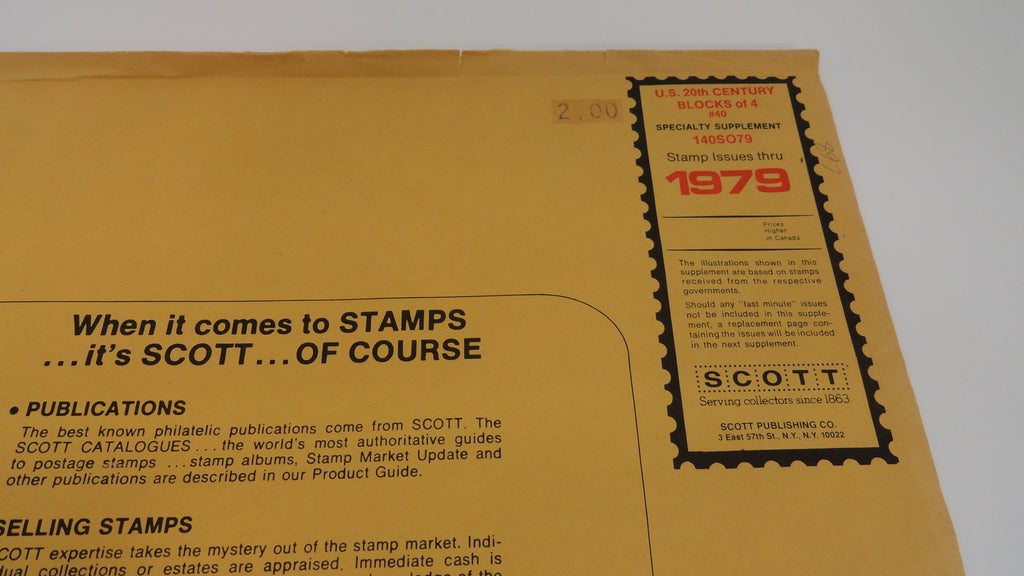 2.00
U.S. 20th CENTURY
BLOCKS of 4
#40
SPECIALTY SUPPLEMENT
140SO79
Stamp Issues thru
1979
Prices
Higher
in Canada
The illustrations shown in this
supplement are based on stamps
received from the respective
governments.
Should any "last minute" issues
not be included in this supple-
ment, a replacement page con-
taining the issues will be included
in the next supplement.
SCOTT
Serving collectors since 1863
SCOTT PUBLISHING CO.
3 East 57th St., N.Y., N.Y. 10022
When it comes to STAMPS
...it's SCOTT...OF COURSE
• PUBLICATIONS
The best known philatelic publications come from SCOTT. The
SCOTT CATALOGUES ... the world's most authoritative guides
to postage stamps ... stamp albums, Stamp Market Update and
other publications are described in our Product Guide.
SELLING STAMPS
SCOTT expertise takes the mystery out of the stamp market. Indi-
dual collections or estates are appraised. Immediate cash is
of the